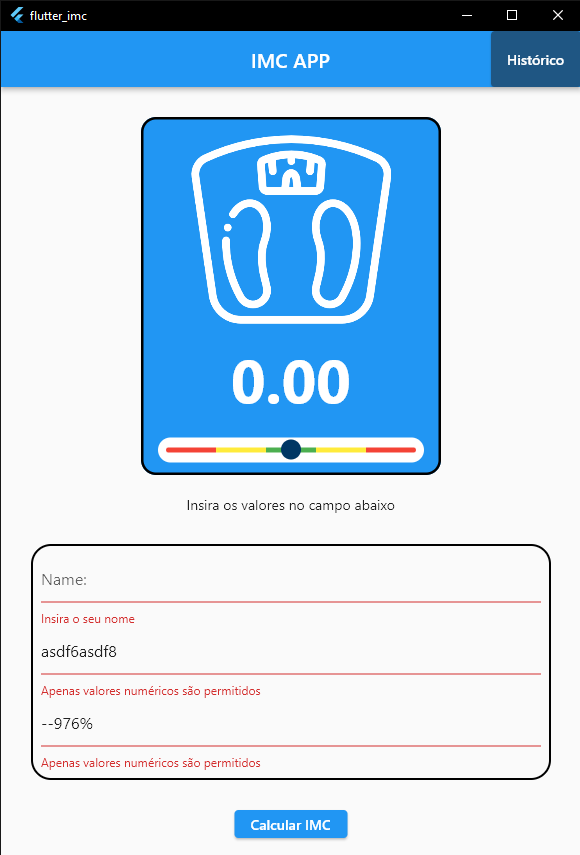 flutter_imc
IMC APP
Histórico
0.00
Insira os valores no campo abaixo
Name:
Insira o seu nome
asdf6asdf8
Apenas valores numéricos são permitidos
--976%
Apenas valores numéricos são permitidos
Calcular IMC